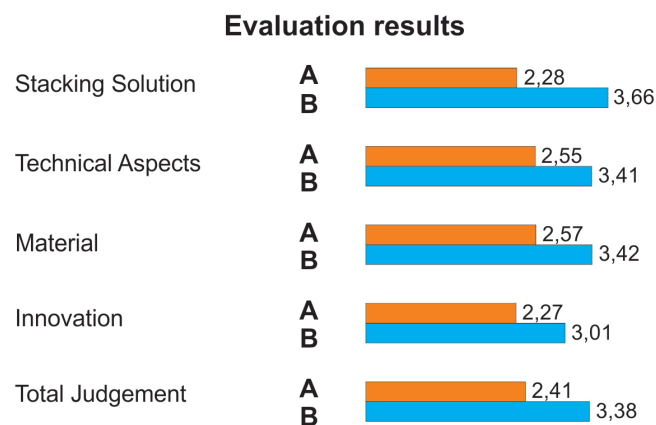 Evaluation results
Stacking Solution A 2,28
B 3,66
Technical Aspects A 2,55
B 3,41
Material A 2,57
B 3,42
Innovation A 2,27
B 3,01
Total Judgement A 2,41
B 3,38